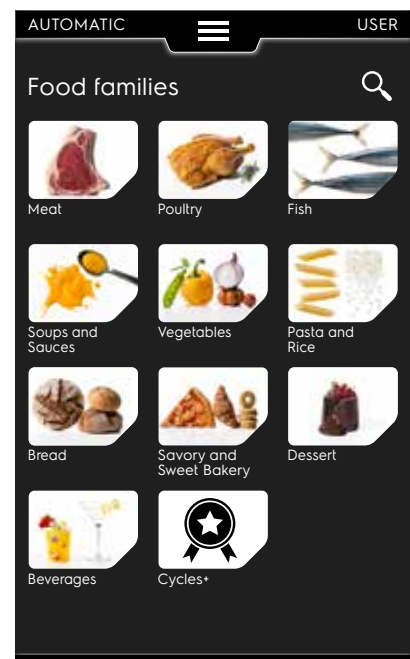 AUTOMATIC
USER
Food families
Meat
Poultry
Fish
Soups and
Sauces
Vegetables
Pasta and
Rice
Bread
Savory and
Sweet Bakery
Dessert
Beverages
Cycles+